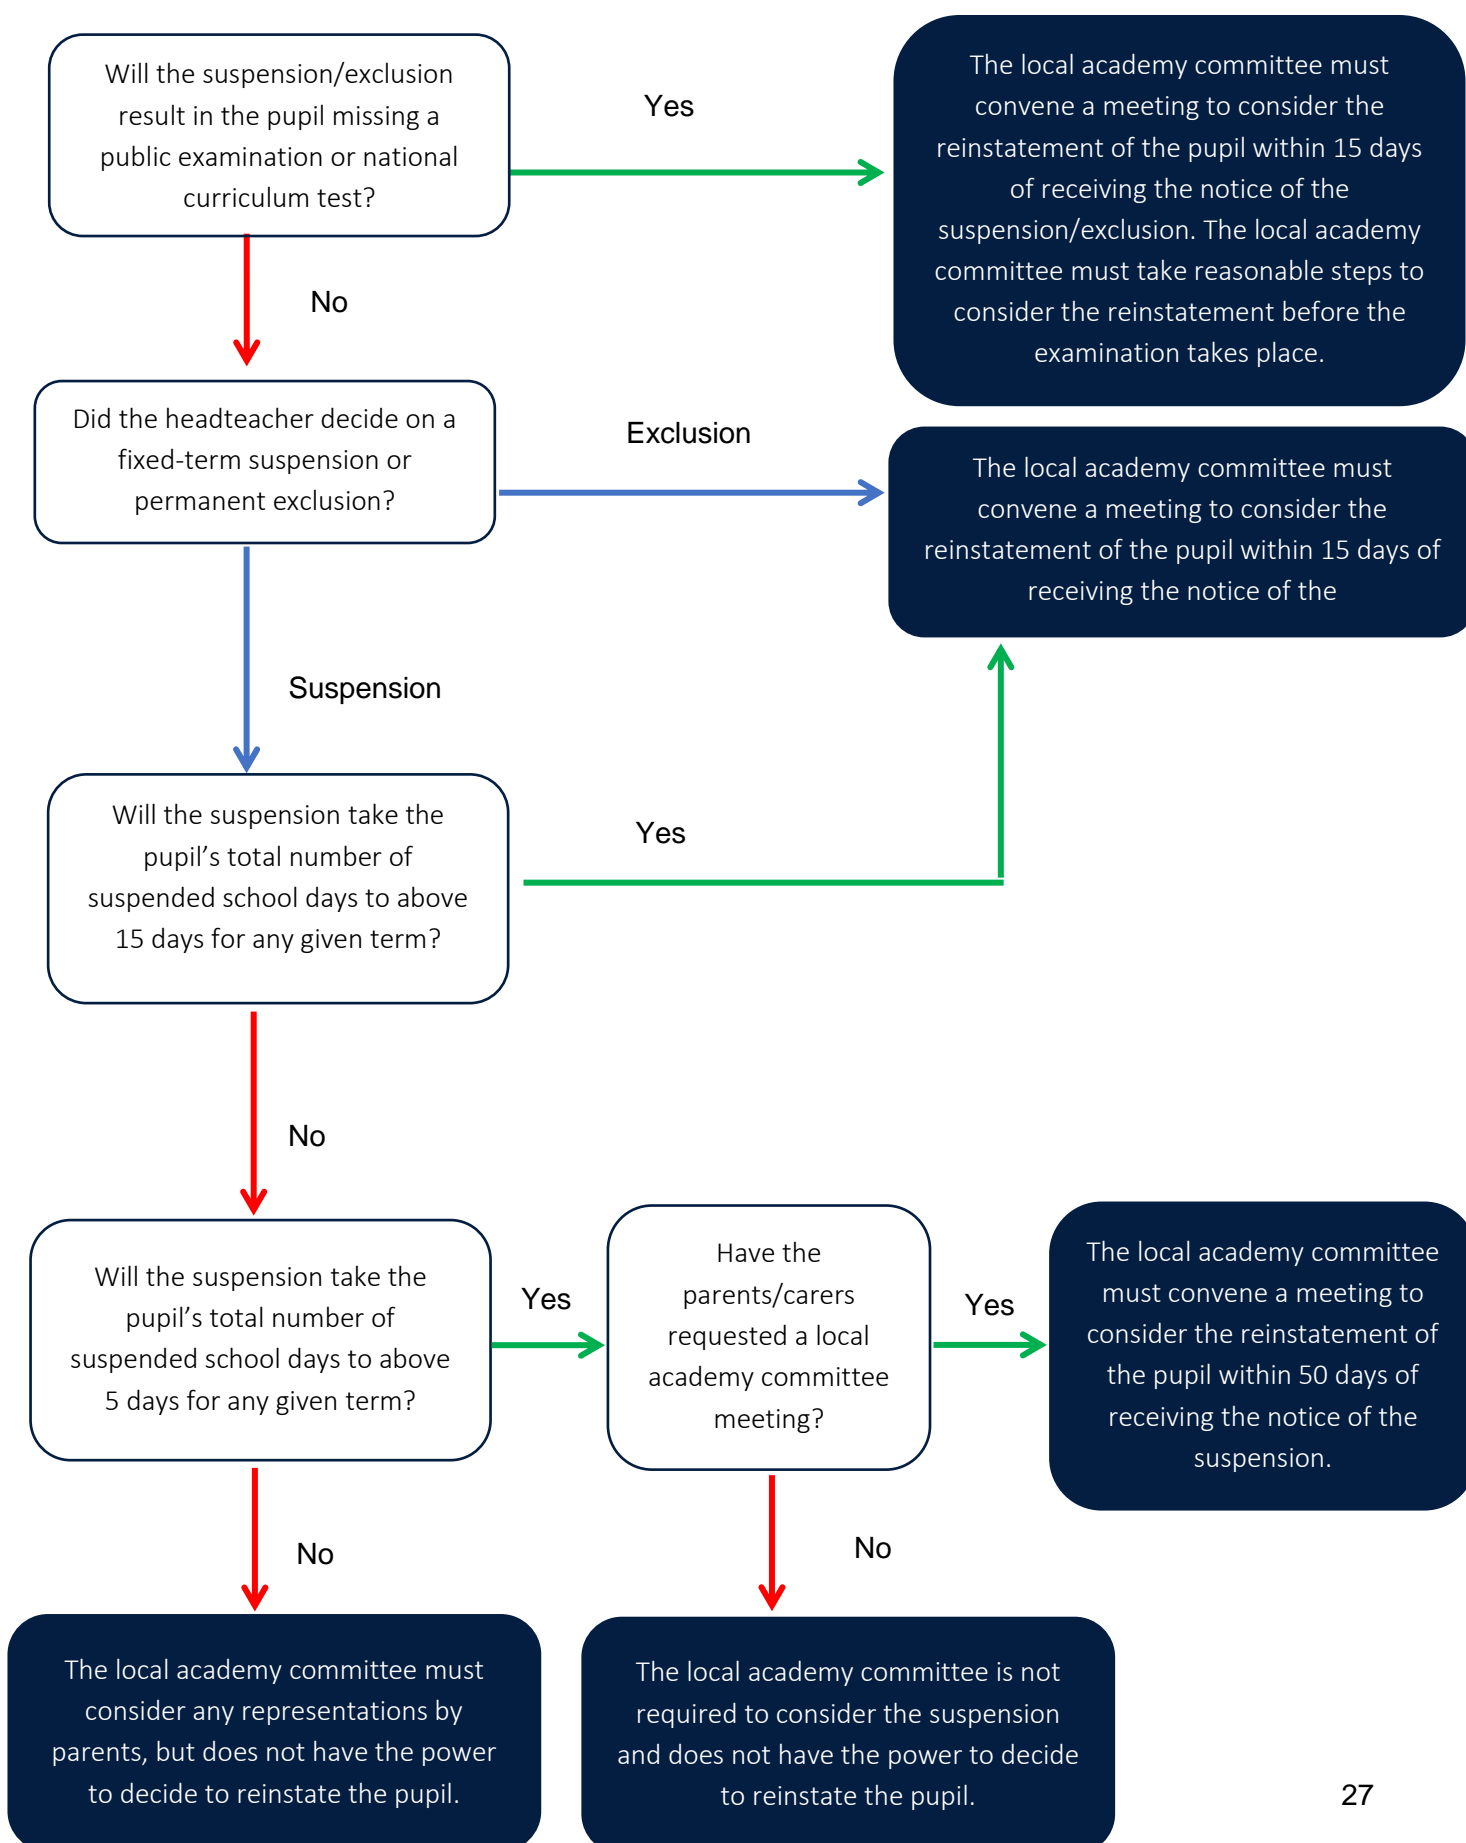 Will the suspension/exclusion
result in the pupil missing a
public examination or national
curriculum test?
Yes
The local academy committee must
convene a meeting to consider the
reinstatement of the pupil within 15 days
of receiving the notice of the
suspension/exclusion. The local academy
committee must take reasonable steps to
consider the reinstatement before the
examination takes place.
No
Did the headteacher decide on a
fixed-term suspension or
permanent exclusion?
Exclusion
The local academy committee must
convene a meeting to consider the
reinstatement of the pupil within 15 days of
receiving the notice of the
Suspension
Will the suspension take the
pupil’s total number of
suspended school days to above
15 days for any given term?
Yes
No
Will the suspension take the
pupil’s total number of
suspended school days to above
5 days for any given term?
Yes
Have the
parents/carers
requested a local
academy committee
meeting?
Yes
The local academy committee
must convene a meeting to
consider the reinstatement of
the pupil within 50 days of
receiving the notice of the
suspension.
No
No
The local academy committee must
consider any representations by
parents, but does not have the power
to decide to reinstate the pupil.
The local academy committee is not
required to consider the suspension
and does not have the power to decide
to reinstate the pupil.
27